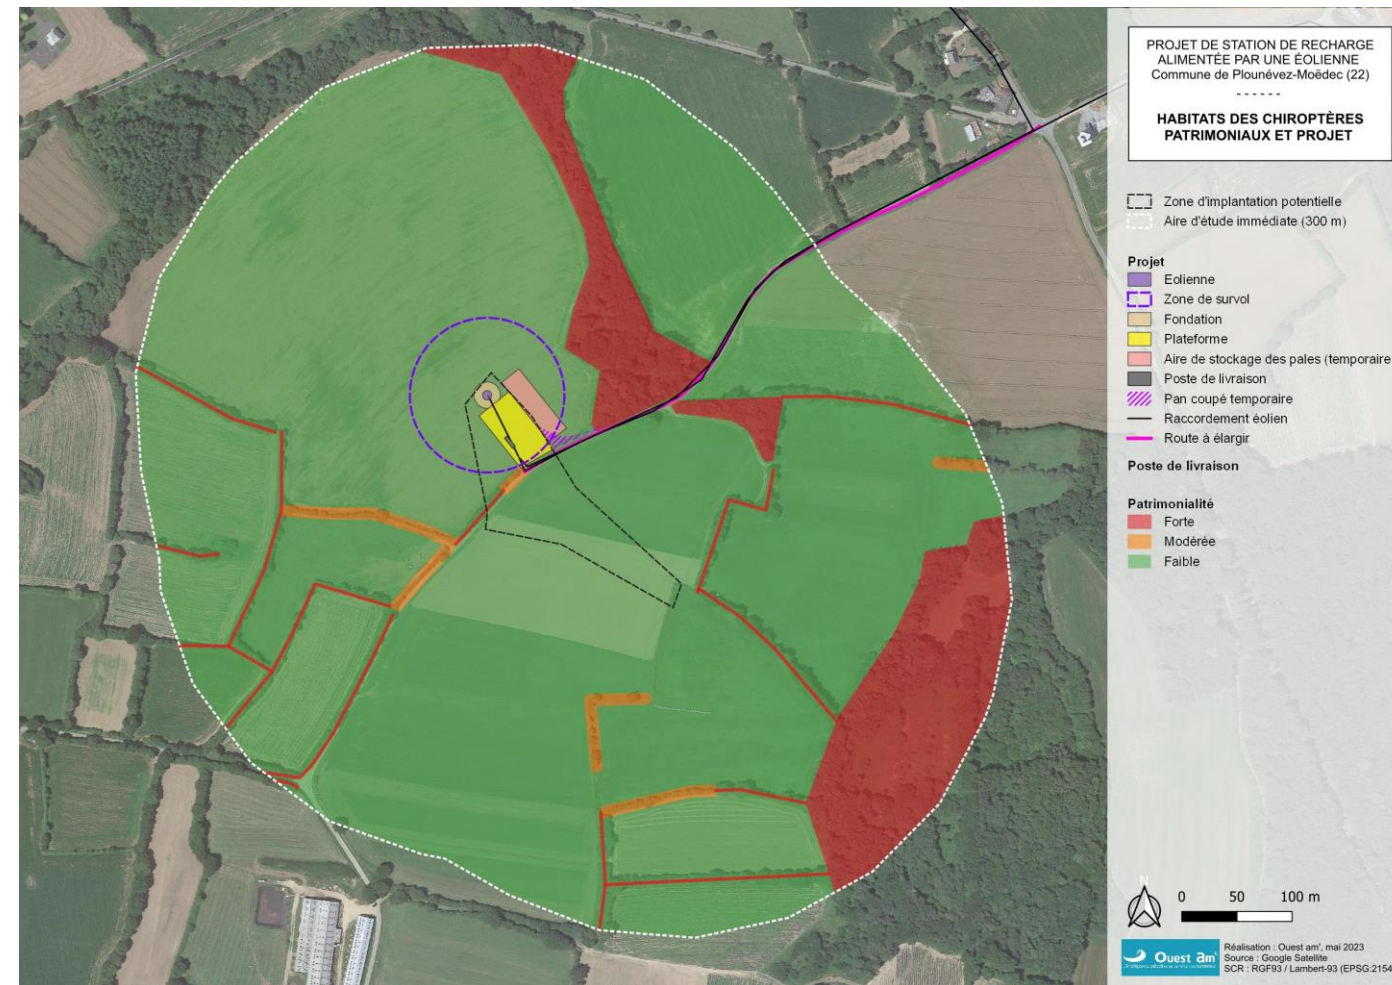 PROJET DE STATION DE RECHARGE
ALIMENTÉE PAR UNE ÉOLIENNE
Commune de Plounévez-Moëdec (22)
------
HABITATS DES CHIROPTÈRES
PATRIMONIAUX ET PROJET
Zone d'implantation potentielle
Aire d'étude immédiate (300 m)
Projet
Eolienne
Zone de survol
Fondation
Plateforme
Aire de stockage des pales (temporaire
Poste de livraison
Pan coupé temporaire
Raccordement éolien
Route à élargir
Poste de livraison
Patrimonialité
Forte
Modérée
Faible
N
0 50 100 m
Ouest am'
Réalisation : Ouest am', mai 2023
Source : Google Satellite
SCR : RGF93 / Lambert-93 (EPSG:2154